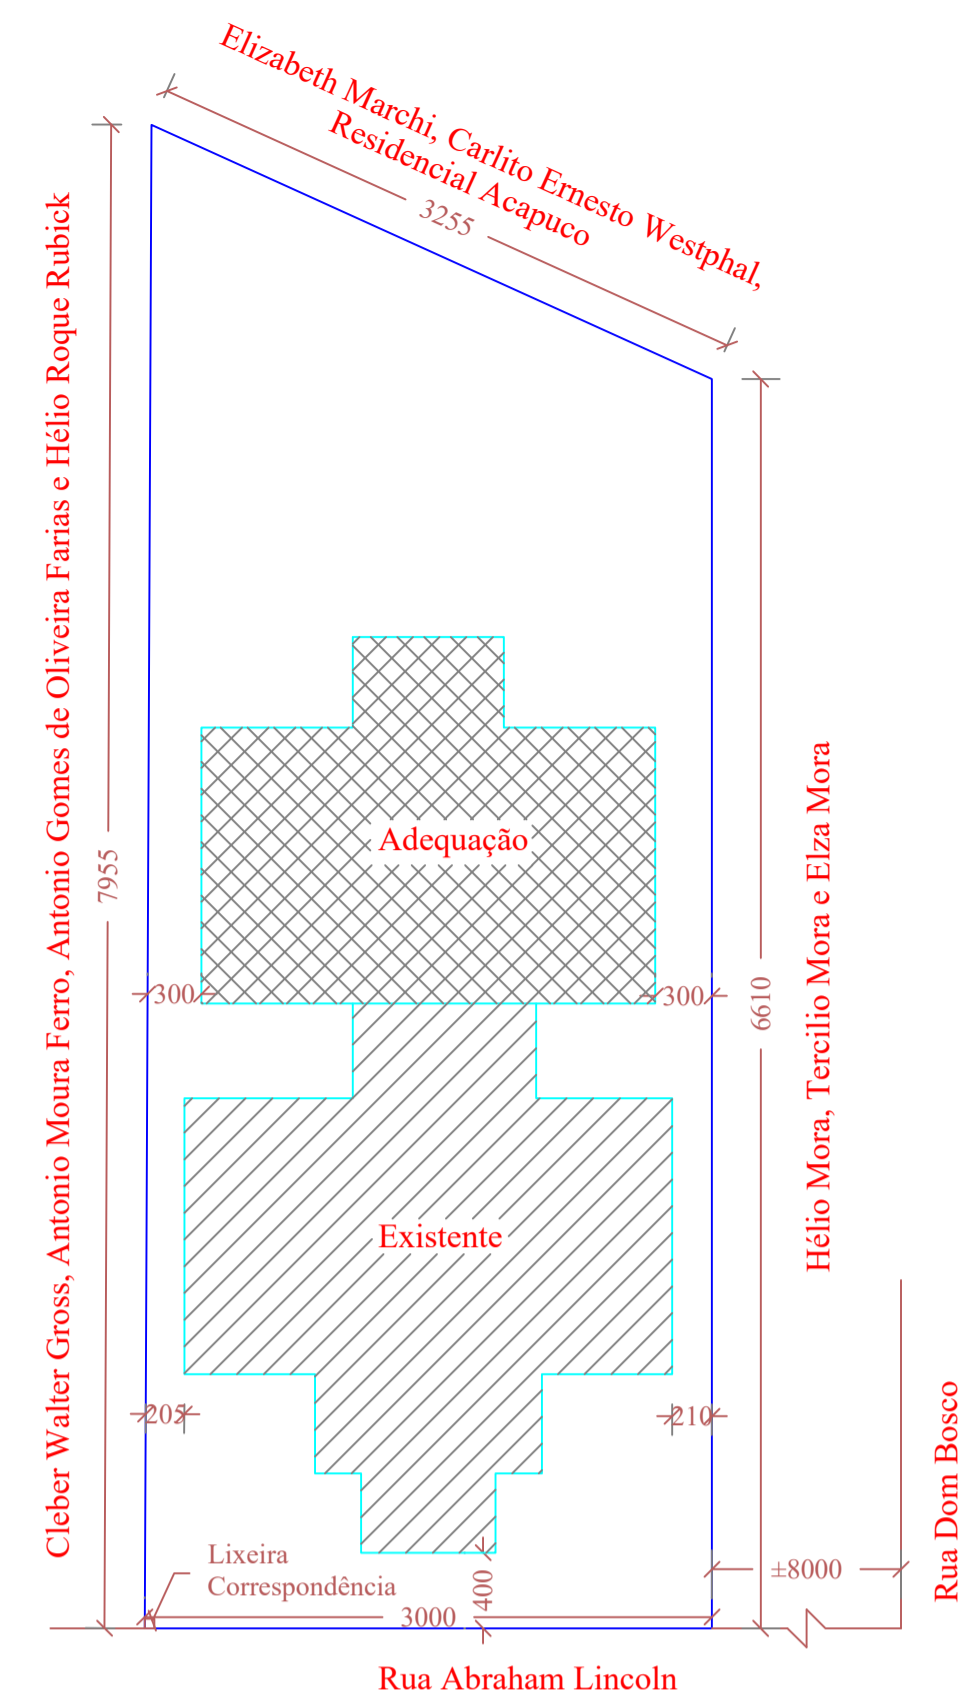 Elizabeth Marchi, Carlito Ernesto Westphal,
Residencial Acapuco
3255
Cleber Walter Gross, Antonio Moura Ferro, Antonio Gomes de Oliveira Farias e Hélio Roque Rubick
7955
Adequação
300
300
6610
Hélio Mora, Tercilio Mora e Elza Mora
Existente
205
210
Rua Dom Bosco
Lixeira
Correspondência
400
±8000
3000
Rua Abraham Lincoln